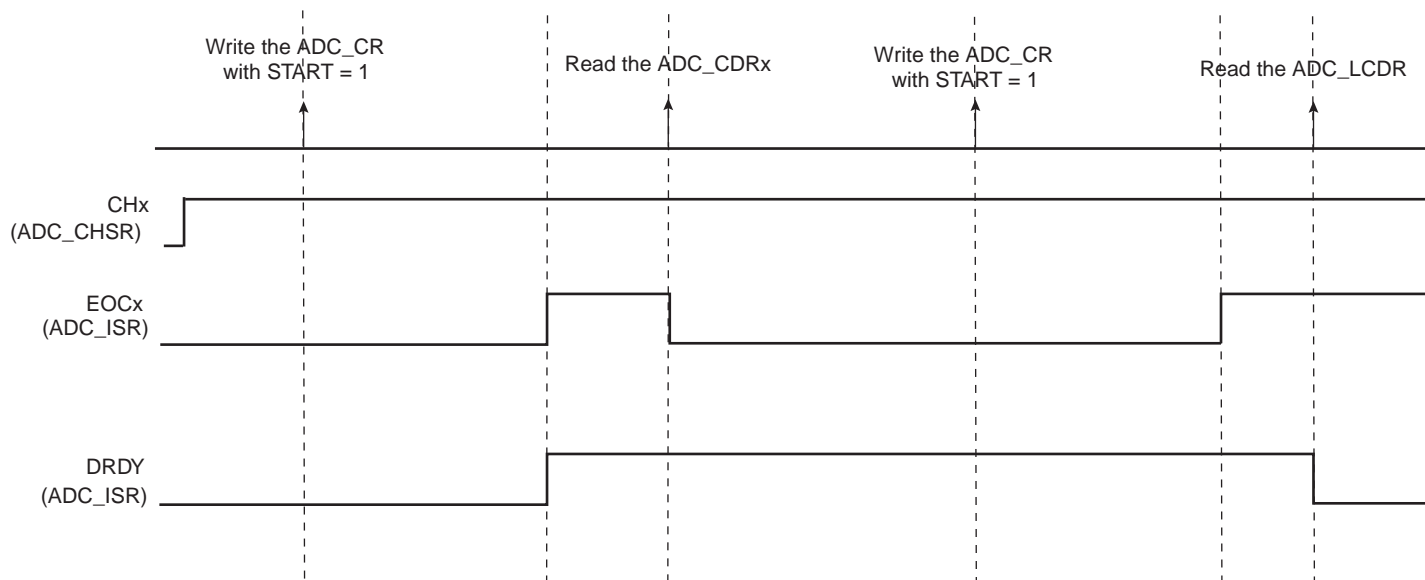 Write the ADC_CR
with START = 1
Read the ADC_CDRx
Write the ADC_CR
with START = 1
Read the ADC_LCDR
CHx
(ADC_CHSR)
EOCx
(ADC_ISR)
DRDY
(ADC_ISR)